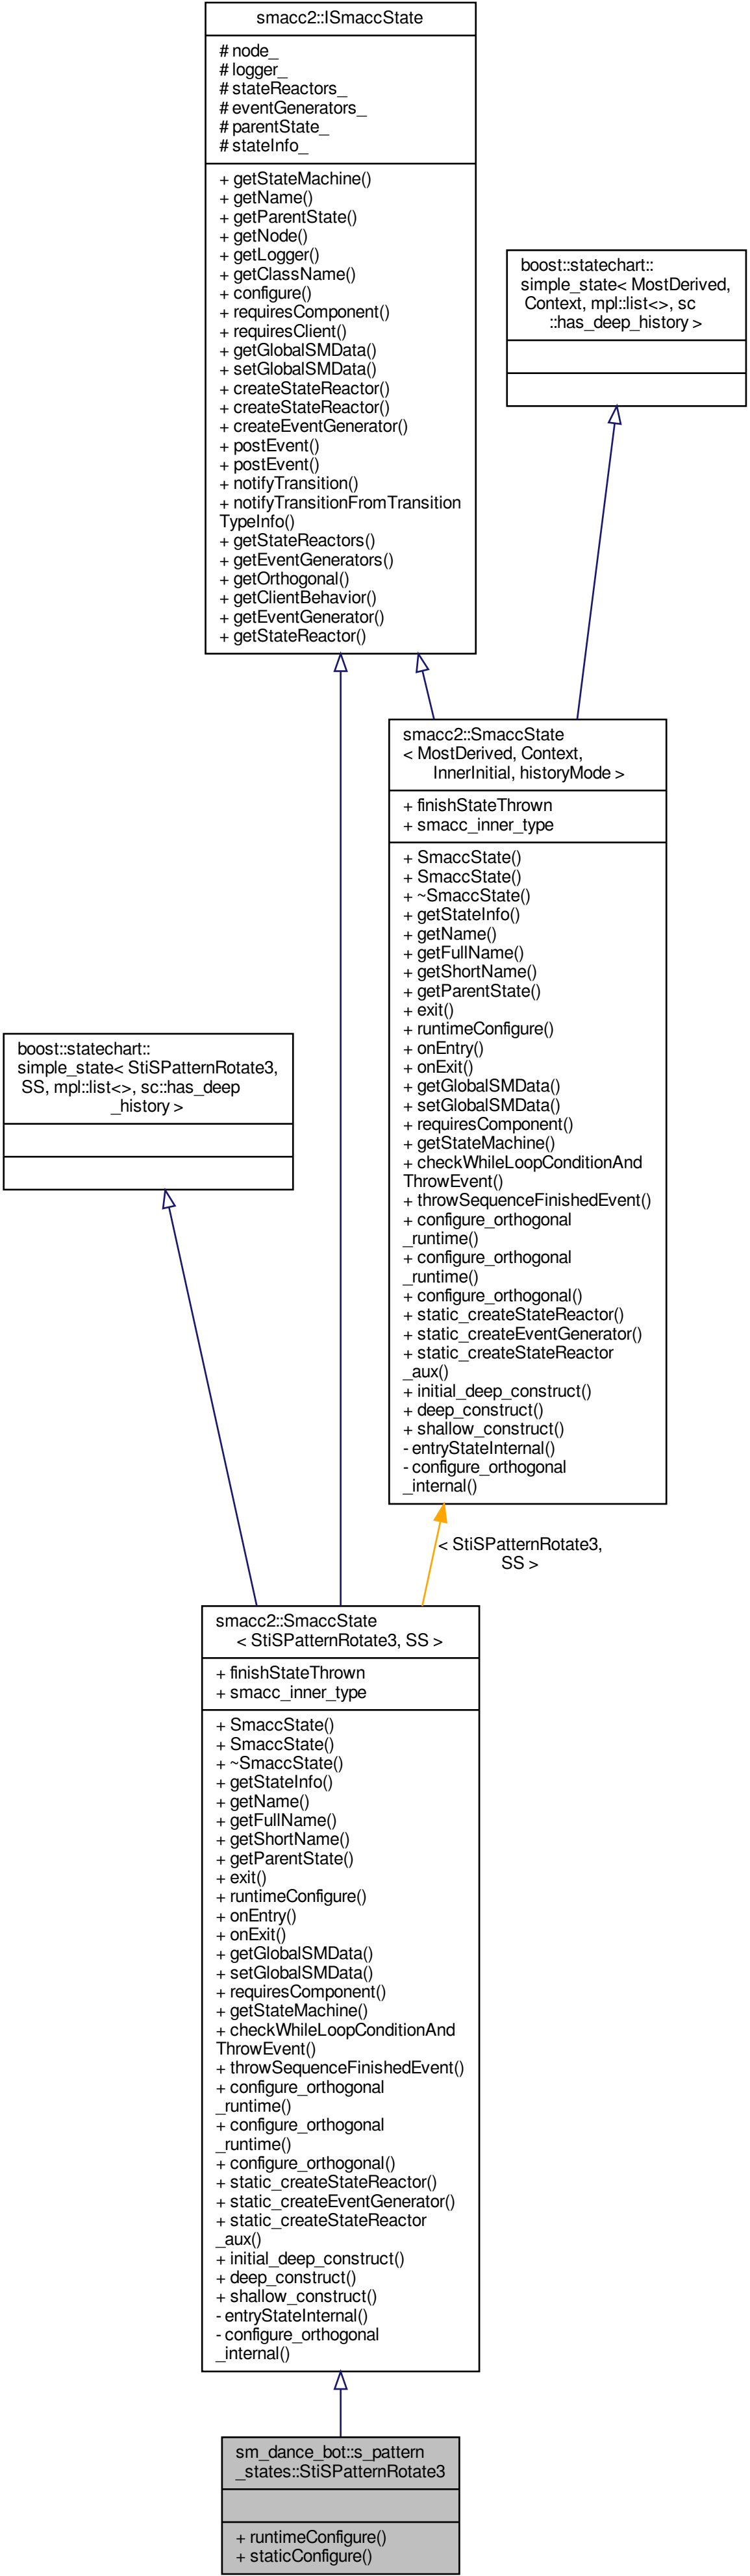 smacc2::ISmaccState
# node_
# logger_
# stateReactors_
# eventGenerators_
# parentState_
# stateInfo_
+ getStateMachine()
+ getName()
+ getParentState()
+ getNode()
+ getLogger()
+ getClassName()
+ configure()
+ requiresComponent()
+ requiresClient()
+ getGlobalSMData()
+ setGlobalSMData()
+ createStateReactor()
+ createStateReactor()
+ createEventGenerator()
+ postEvent()
+ postEvent()
+ notifyTransition()
+ notifyTransitionFromTransition
TypeInfo()
+ getStateReactors()
+ getEventGenerators()
+ getOrthogonal()
+ getClientBehavior()
+ getEventGenerator()
+ getStateReactor()
boost::statechart::
simple_state< MostDerived,
Context, mpl::list<>, sc
::has_deep_history >
smacc2::SmaccState
< MostDerived, Context,
InnerInitial, historyMode >
+ finishStateThrown
+ smacc_inner_type
+ SmaccState()
+ SmaccState()
+ ~SmaccState()
+ getStateInfo()
+ getName()
+ getFullName()
+ getShortName()
+ getParentState()
+ exit()
+ runtimeConfigure()
+ onEntry()
+ onExit()
+ getGlobalSMData()
+ setGlobalSMData()
+ requiresComponent()
+ getStateMachine()
+ checkWhileLoopConditionAnd
ThrowEvent()
+ throwSequenceFinishedEvent()
+ configure_orthogonal
_runtime()
+ configure_orthogonal
_runtime()
+ configure_orthogonal()
+ static_createStateReactor()
+ static_createEventGenerator()
+ static_createStateReactor
_aux()
+ initial_deep_construct()
+ deep_construct()
+ shallow_construct()
- entryStateInternal()
- configure_orthogonal
_internal()
boost::statechart::
simple_state< StiSPatternRotate3,
SS, mpl::list<>, sc::has_deep
_history >
< StiSPatternRotate3,
SS >
smacc2::SmaccState
< StiSPatternRotate3, SS >
+ finishStateThrown
+ smacc_inner_type
+ SmaccState()
+ SmaccState()
+ ~SmaccState()
+ getStateInfo()
+ getName()
+ getFullName()
+ getShortName()
+ getParentState()
+ exit()
+ runtimeConfigure()
+ onEntry()
+ onExit()
+ getGlobalSMData()
+ setGlobalSMData()
+ requiresComponent()
+ getStateMachine()
+ checkWhileLoopConditionAnd
ThrowEvent()
+ throwSequenceFinishedEvent()
+ configure_orthogonal
_runtime()
+ configure_orthogonal
_runtime()
+ configure_orthogonal()
+ static_createStateReactor()
+ static_createEventGenerator()
+ static_createStateReactor
_aux()
+ initial_deep_construct()
+ deep_construct()
+ shallow_construct()
- entryStateInternal()
- configure_orthogonal
_internal()
sm_dance_bot::s_pattern
_states::StiSPatternRotate3
+ runtimeConfigure()
+ staticConfigure()